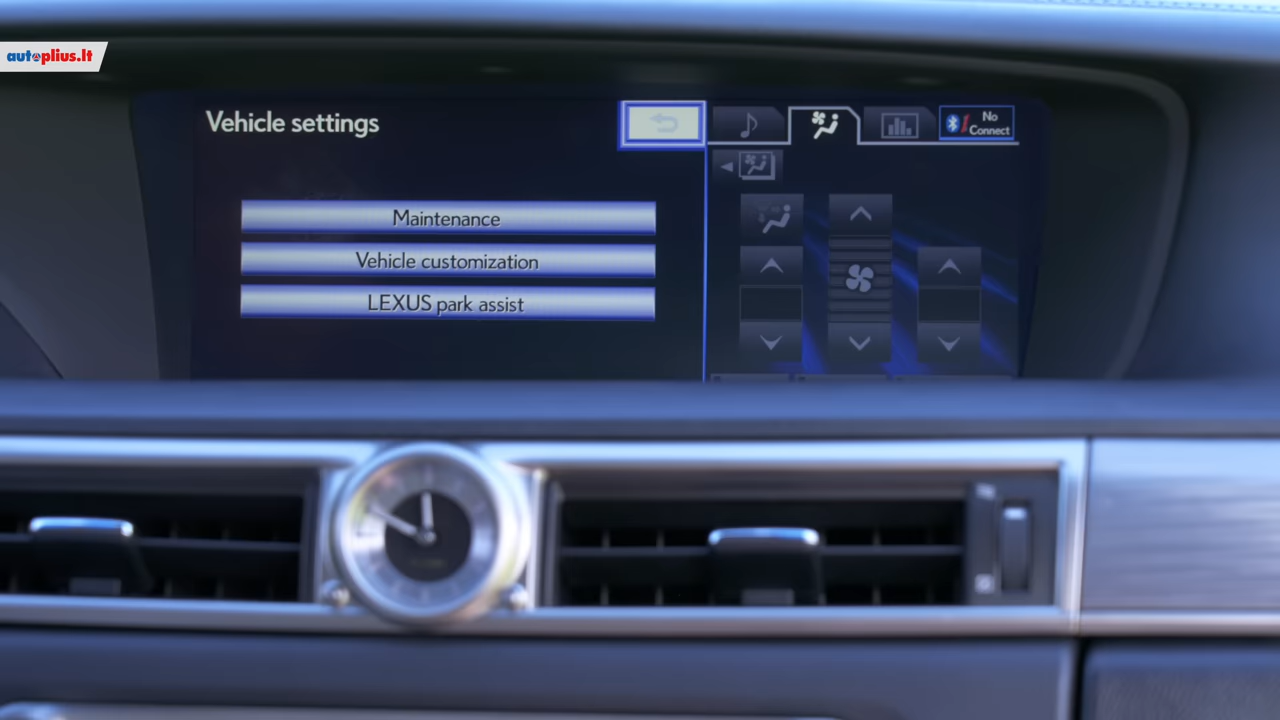 autoplius.lt
Vehicle settings
No
Connect
Maintenance
Vehicle customization
LEXUS park assist